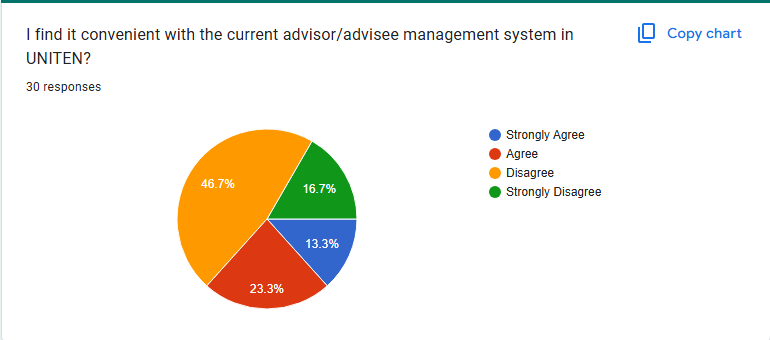 I find it convenient with the current advisor/advisee management system in
UNITEN?
Copy chart
30 responses
Strongly Agree
Agree
Disagree
Strongly Disagree
46.7%
16.7%
13.3%
23.3%